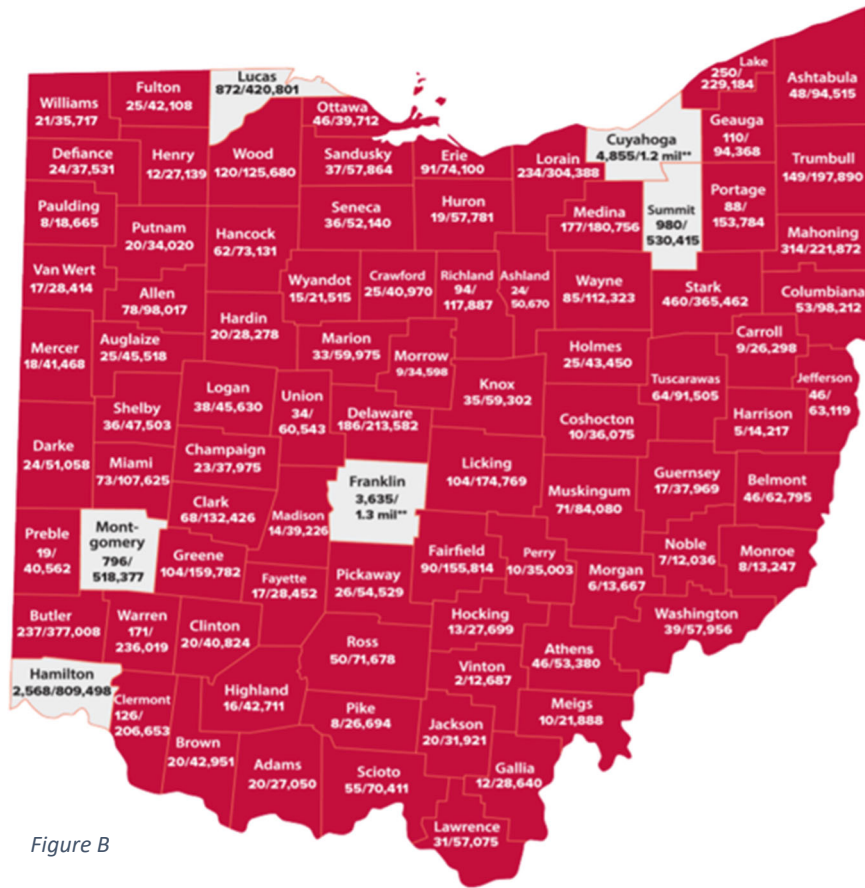 Williams
21/35,717
Fulton
25/42,108
Lucas
872/420,801
Ottawa
46/39,712
Lake
250/
229,184
Ashtabula
48/94,515
Geauga
110/
94,368
Cuyahoga
4,855/1.2 mil**
Defiance
24/37,531
Henry
12/27,139
Wood
120/125,680
Sandusky
37/57,864
Erie
91/74,100
Lorain
234/304,388
Trumbull
149/197,890
Paulding
8/18,665
Putnam
20/34,020
Hancock
62/73,131
Seneca
36/52,140
Huron
19/57,781
Medina
177/180,756
Summit
980/
530,415
Portage
88/
153,784
Mahoning
314/221,872
Van Wert
17/28,414
Allen
78/98,017
Wyandot
15/21,515
Crawford
25/40,970
Richland
94/
117,887
Ashland
24/
50,670
Wayne
85/112,323
Stark
460/365,462
Columbiana
53/98,212
Mercer
18/41,468
Auglaize
25/45,518
Hardin
20/28,278
Marion
33/59,975
Morrow
9/34,598
Holmes
25/43,450
Carroll
9/26,298
Tuscarawas
64/91,505
Jefferson
46/
63,119
Logan
38/45,630
Union
34/
60,543
Knox
35/59,302
Shelby
36/47,503
Delaware
186/213,582
Coshocton
10/36,075
Harrison
5/14,217
Darke
24/51,058
Miami
73/107,625
Champaign
23/37,975
Franklin
3,635/
1.3 mil**
Licking
104/174,769
Muskingum
71/84,080
Guernsey
17/37,969
Belmont
46/62,795
Clark
68/132,426
Madison
14/39,226
Preble
19/
40,562
Mont-
gomery
796/
518,377
Greene
104/159,782
Fairfield
90/155,814
Perry
10/35,003
Noble
7/12,036
Monroe
8/13,247
Morgan
6/13,667
Fayette
17/28,452
Pickaway
26/54,529
Butler
237/377,008
Warren
171/
236,019
Clinton
20/40,824
Hocking
13/27,699
Washington
39/57,956
Ross
50/71,678
Athens
46/53,380
Vinton
2/12,687
Hamilton
2,568/809,498
Clermont
126/
206,653
Highland
16/42,711
Pike
8/26,694
Jackson
20/31,921
Meigs
10/21,888
Brown
20/42,951
Adams
20/27,050
Scioto
55/70,411
Gallia
12/28,640
Lawrence
31/57,075
Figure B